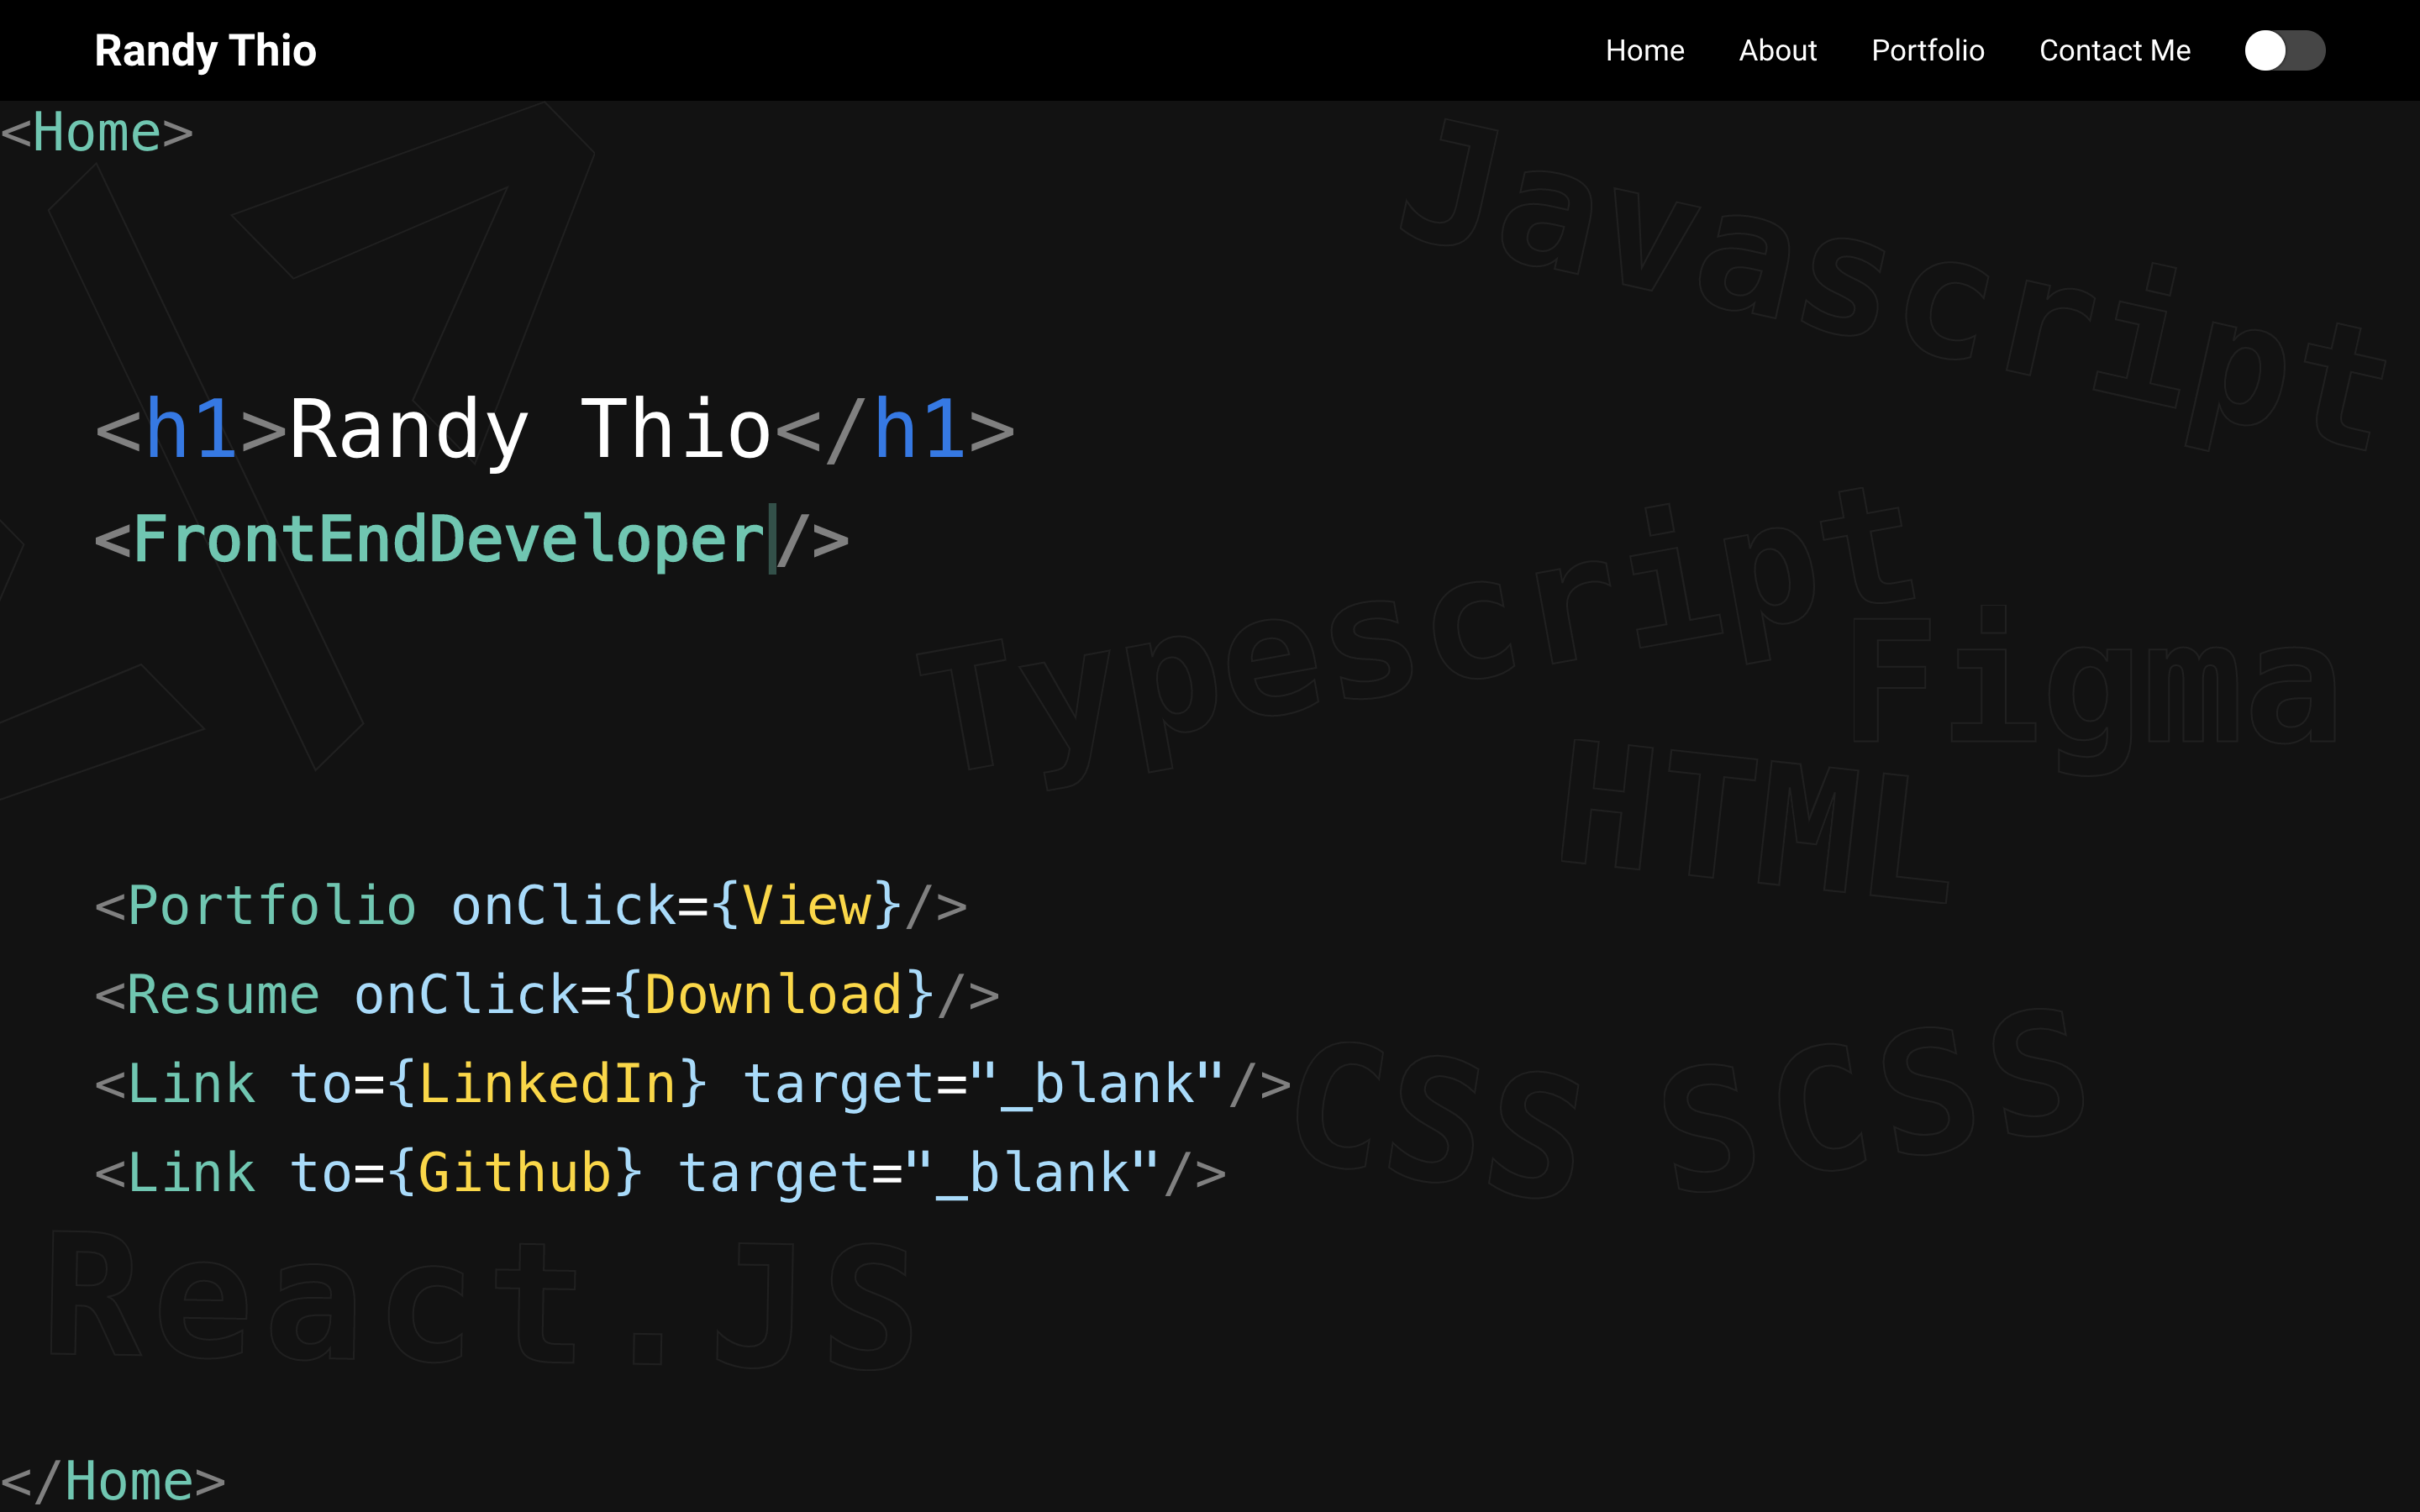 Randy Thio
Home About Portfolio Contact Me
<Home>
Javascript
<h1>Randy Thio</h1>
<FrontEndDeveloper/>
Typescript
Figma
HTML
<Portfolio onClick={View}/>
<Resume onClick={Download}/>
<Link to={LinkedIn} target="_blank"/>
<Link to={Github} target="_blank"/>
CSS
SCSS
React.JS
</Home>